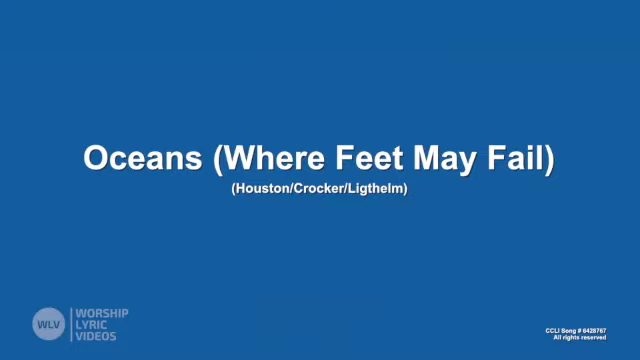 Oceans (Where Feet May Fail)
(Houston/Crocker/Ligthelm)
WLV
WORSHIP
LYRIC
VIDEOS
CCLI Song # 6428767
All rights reserved